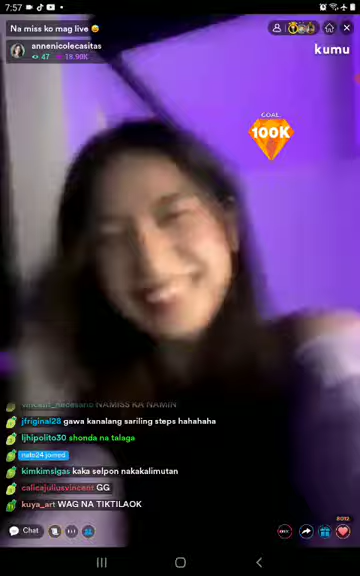 7:57
Na miss ko mag live
annenicolecasitas
47 18.90K
kumu
GOAL
100K
NAMISS KA NAMIN
jfriginal28 gawa kanalang sariling steps hahahaha
ljhipolito30 shonda na talaga
nato24 joined
kimkimslgas kaka selpon nakakalimutan
calicajuliusvincent GG
kuya_art WAG NA TIKTILAOK
Chat